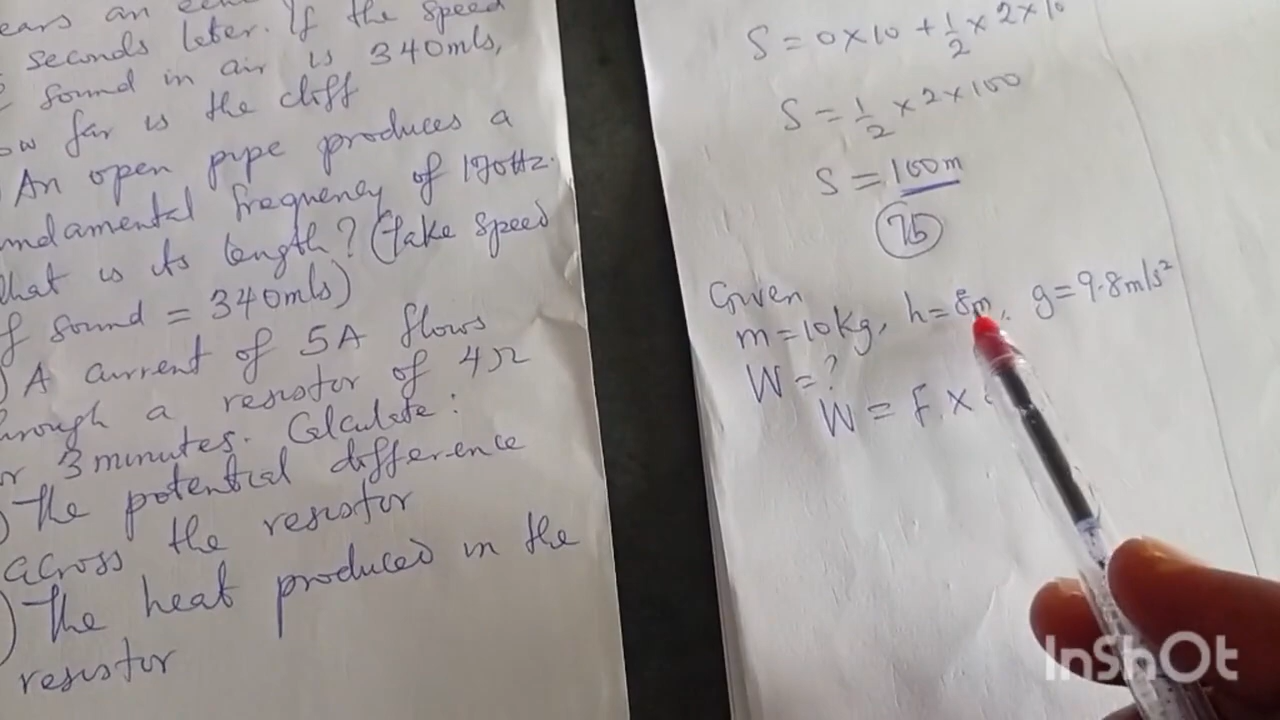 an
seconds later. If the speed
sound in air is 340m/s,
far is the cliff
An open pipe produces a
fundamental frequency of 170Hz.
What is its length? (Take speed
of sound = 340m/s)
A current of 5A flows
through a resistor of 4Ω
3 minutes. Calculate:
The potential difference
across the resistor
) The heat produced in the
resistor
S = 0 x 10 + 1/2 x 2 x 10
S = 1/2 x 2 x 100
S = 100m
7b
Given
m = 10kg, h = 8m, g = 9.8m/s²
W = ?
W = F x
InShOt